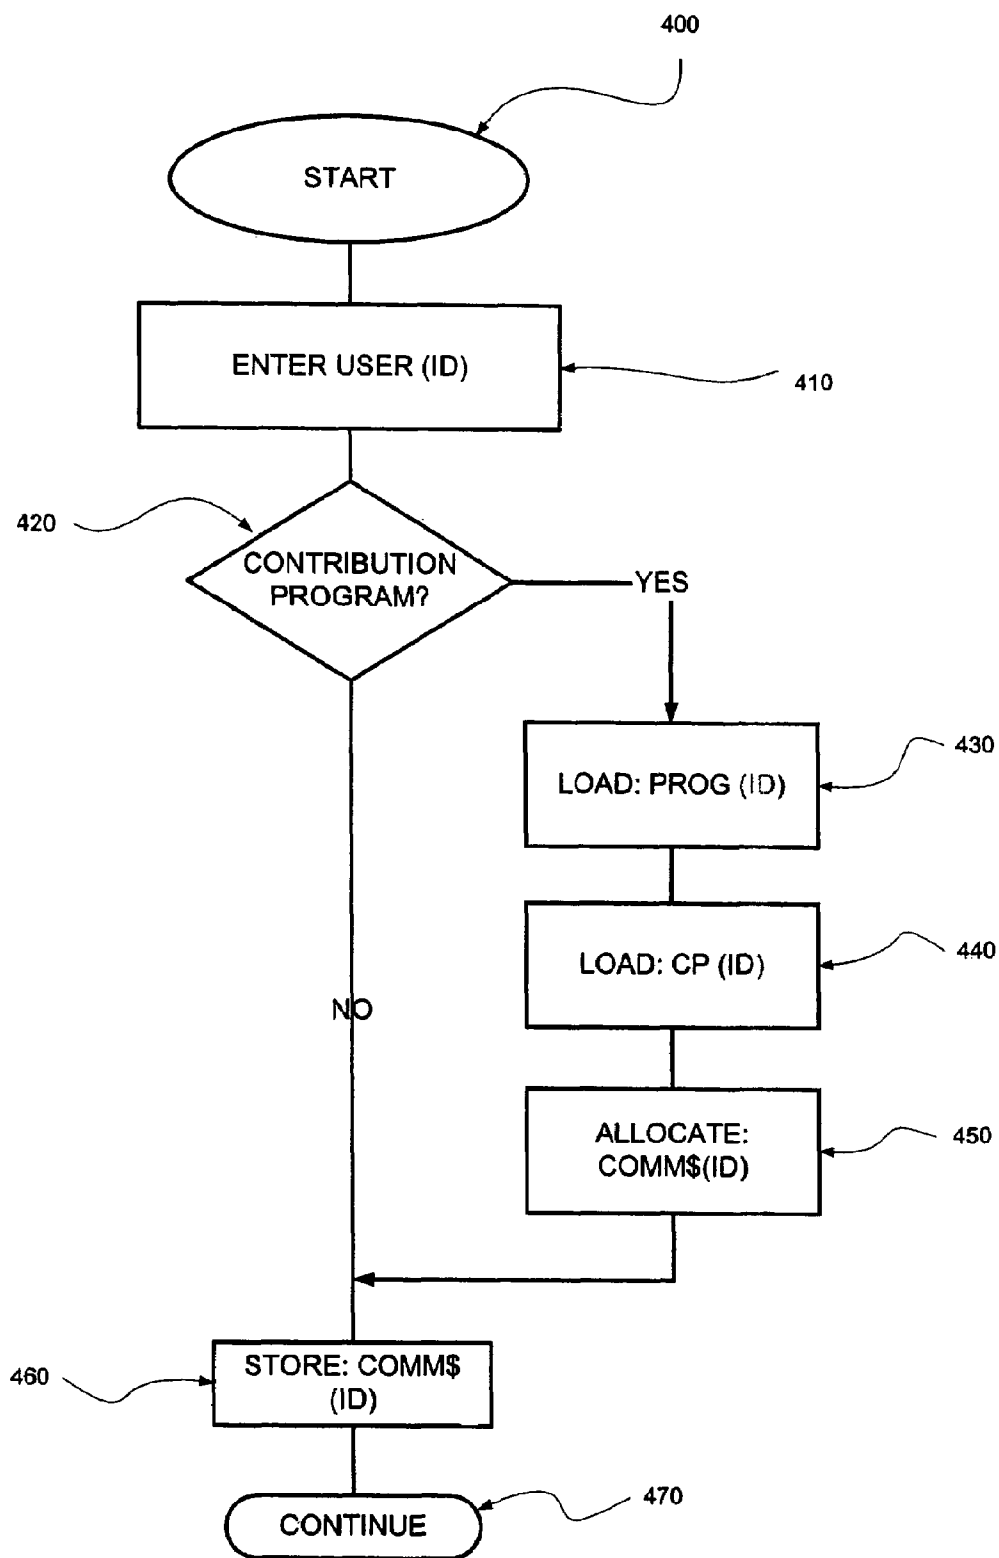 400
START
ENTER USER (ID)
410
420
CONTRIBUTION
PROGRAM?
YES
LOAD: PROG (ID)
430
LOAD: CP (ID)
440
NO
ALLOCATE:
COMM$(ID)
450
STORE: COMM$
(ID)
460
CONTINUE
470